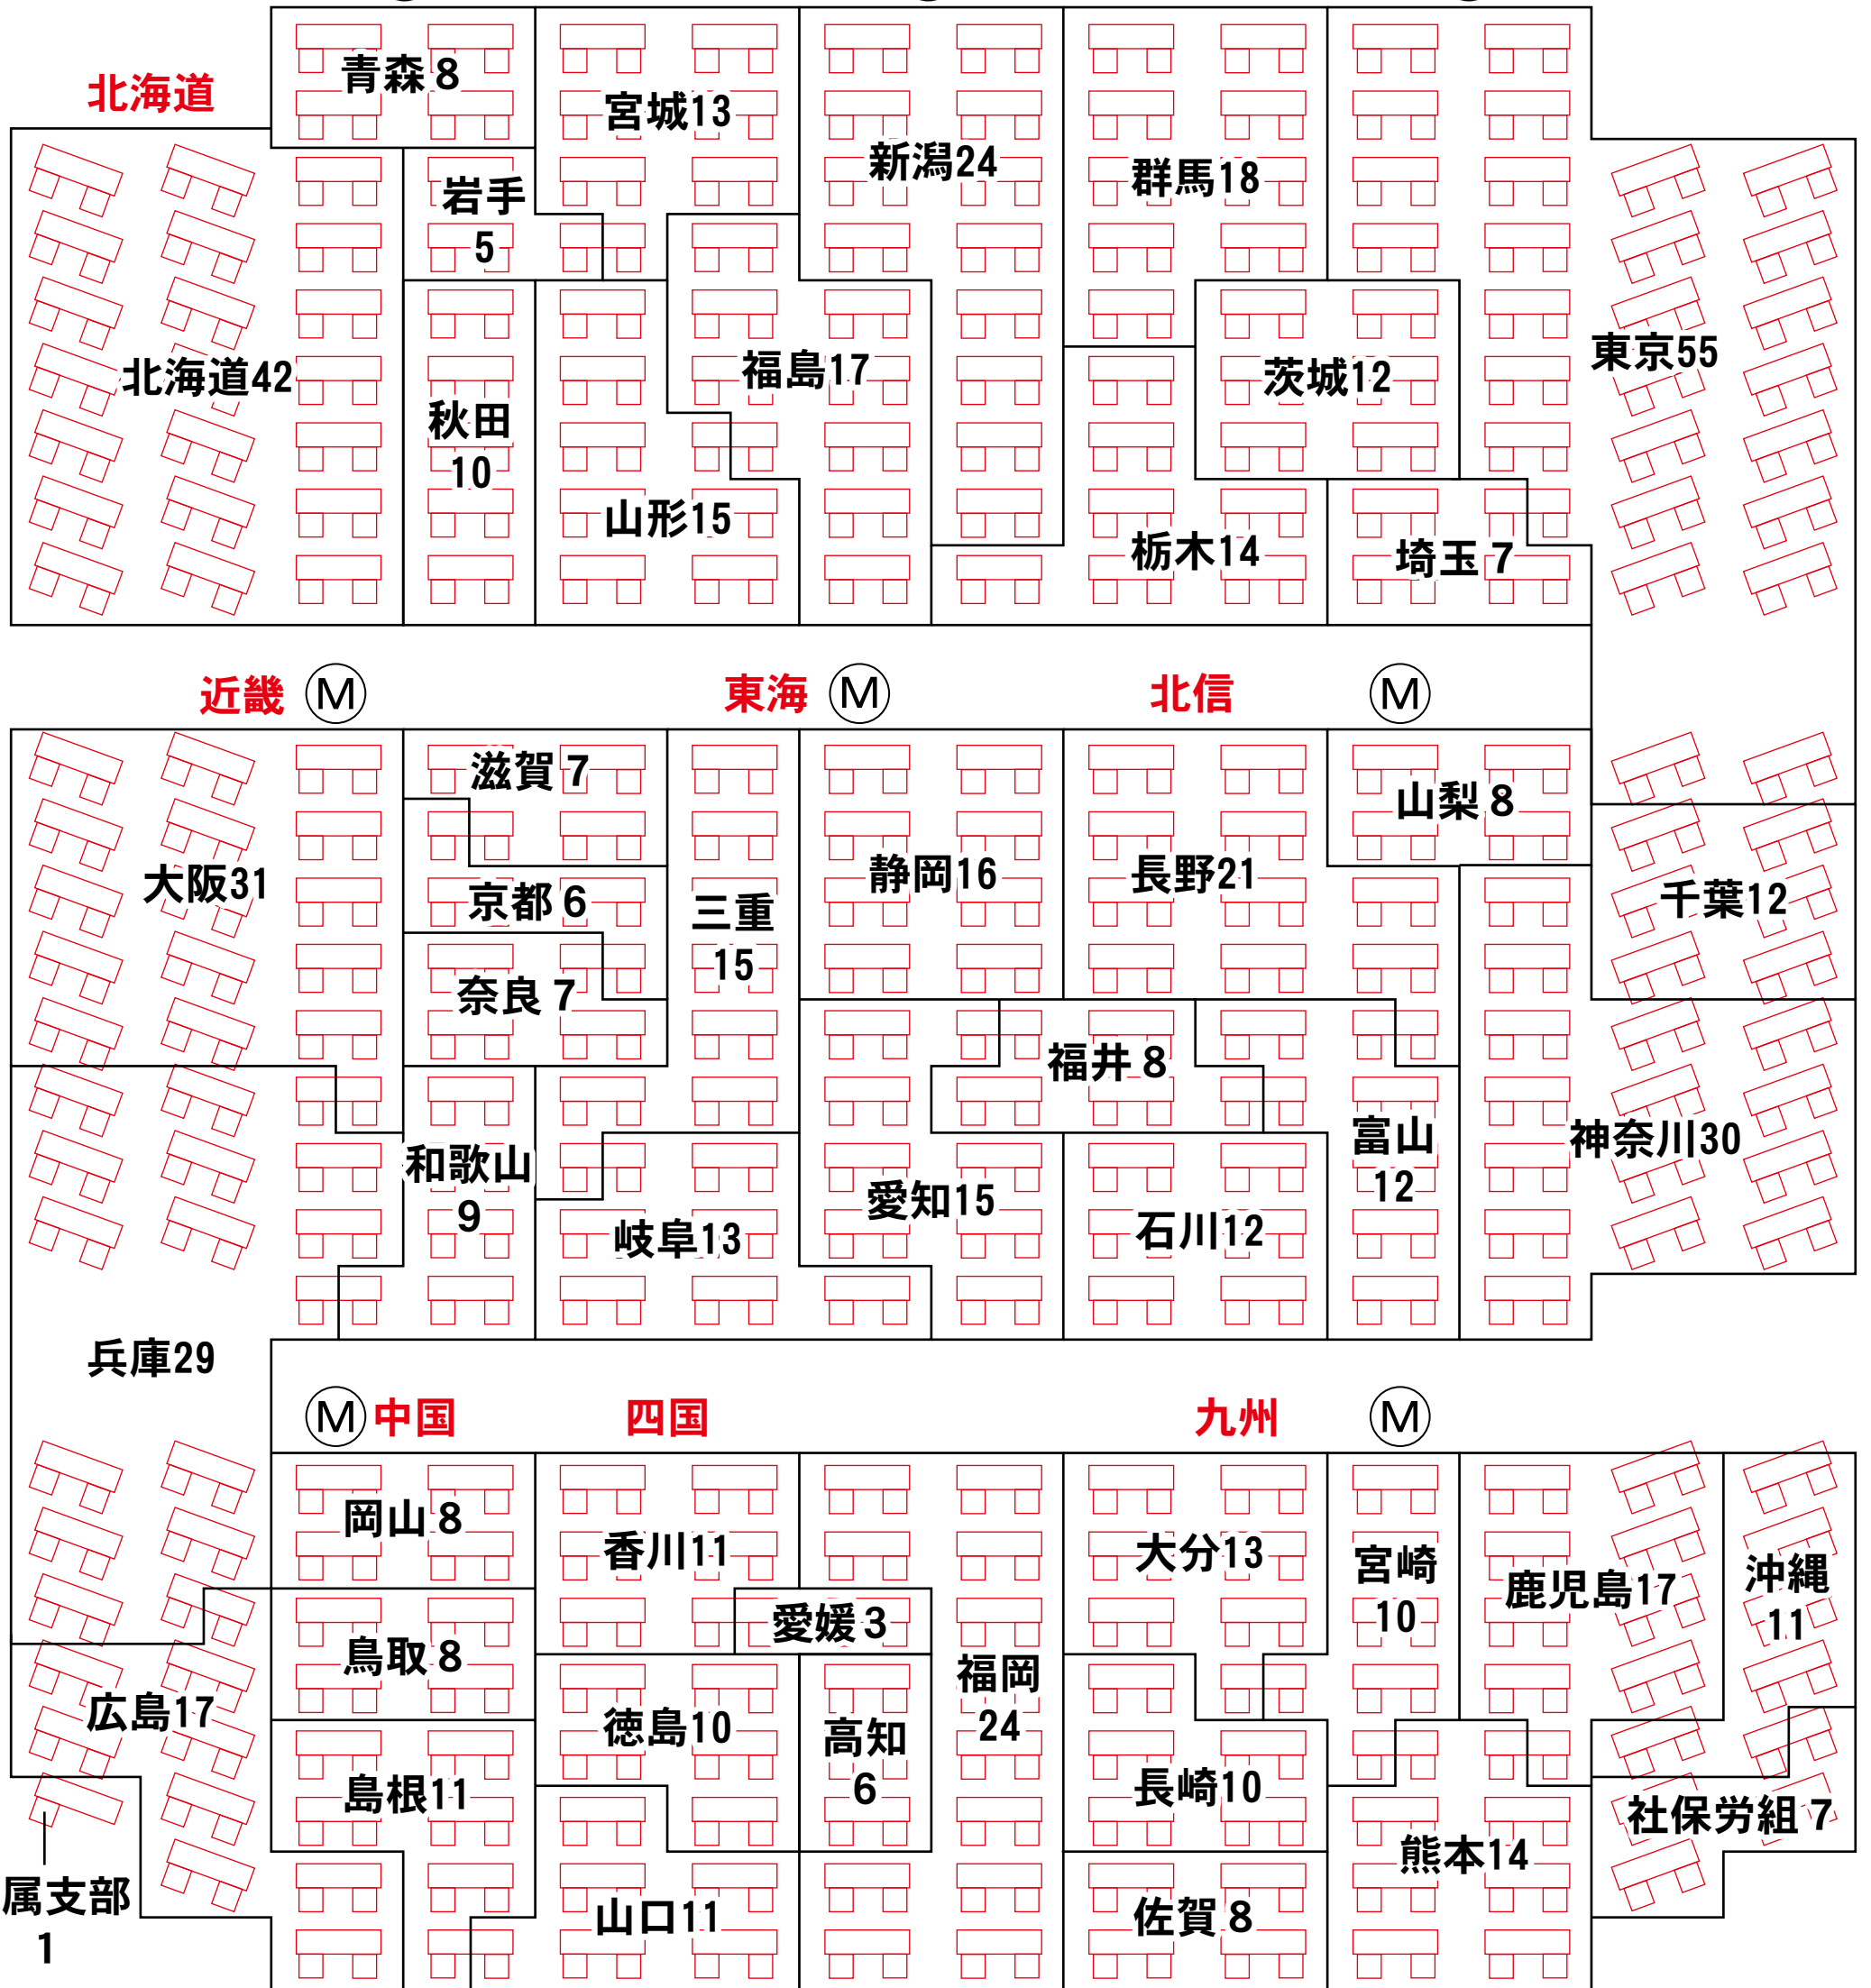 北海道
青森 8
宮城13
新潟24
群馬18
岩手
5
北海道42
秋田
10
福島17
山形15
茨城12
栃木14
埼玉 7
東京55
近畿 Ⓜ
東海 Ⓜ
北信 Ⓜ
滋賀 7
大阪31
京都 6
奈良 7
三重
15
静岡16
長野21
山梨 8
千葉12
福井 8
和歌山
9
岐阜13
愛知15
石川12
富山
12
神奈川30
兵庫29
Ⓜ 中国
四国
九州 Ⓜ
岡山 8
香川11
大分13
宮崎
10
鹿児島17
沖縄
11
愛媛 3
鳥取 8
広島17
徳島10
高知
6
福岡
24
島根11
長崎10
熊本14
社保労組 7
属支部
1
山口11
佐賀 8